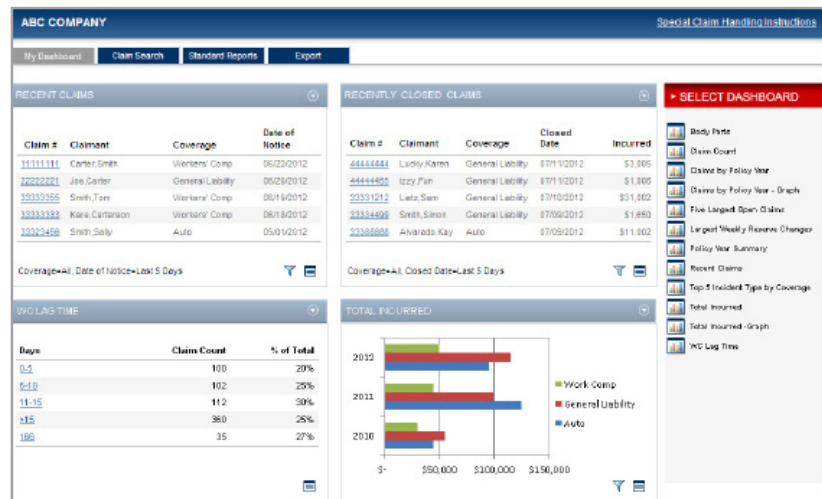 ABC COMPANY
Special Claim Handling Instructions
My Dashboard Claim Search Standard Reports Export
RECENT CLAIMS
Claim # Claimant Coverage Date of Notice
11111111 Carter,Smith Workers' Comp 06/22/2012
22222221 Joe,Carter General Liability 06/20/2012
33333355 Smith,Tom Workers' Comp 06/19/2012
33333333 Kara,Carterson Workers' Comp 06/18/2012
33323456 Smith,Sally Auto 05/01/2012
Coverage=All, Date of Notice=Last 5 Days
RECENTLY CLOSED CLAIMS
Claim # Claimant Coverage Closed Date Incurred
44444444 Lucky,Karen General Liability 07/11/2012 $3,005
44444455 Izzy,Fun General Liability 07/11/2012 $1,005
33331212 Lietz,Sam General Liability 07/10/2012 $31,002
33334499 Smith,Simon General Liability 07/09/2012 $1,650
33388888 Alvarado,Kay Auto 07/09/2012 $11,002
Coverage=All, Closed Date=Last 5 Days
WC LAG TIME
Days Claim Count % of Total
0-5 100 20%
6-10 102 25%
11-15 112 30%
>15 360 25%
166 35 27%
TOTAL INCURRED
2012
2011
2010
$- $50,000 $100,000 $150,000
Work Comp
General Liability
Auto
SELECT DASHBOARD
Body Parts
Claim Count
Claims by Policy Year
Claims by Policy Year - Graph
Five Largest Open Claims
Largest Weekly Reserve Changes
Policy Year Summary
Recent Claims
Top 5 Incident Type by Coverage
Total Incurred
Total Incurred -Graph
WC Lag Time